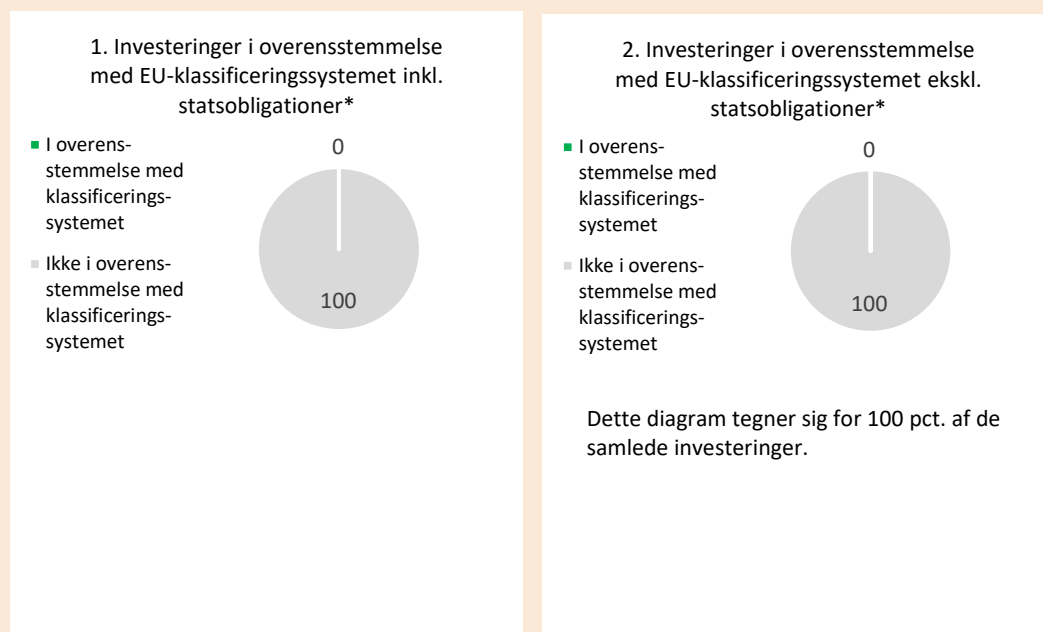 1. Investeringer i overensstemmelse
med EU-klassificeringssystemet inkl.
statsobligationer*
I overens-
stemmelse med
klassificerings-
systemet
Ikke i overens-
stemmelse med
klassificerings-
systemet
0
100
2. Investeringer i overensstemmelse
med EU-klassificeringssystemet ekskl.
statsobligationer*
I overens-
stemmelse med
klassificerings-
systemet
Ikke i overens-
stemmelse med
klassificerings-
systemet
0
100
Dette diagram tegner sig for 100 pct. af de
samlede investeringer.